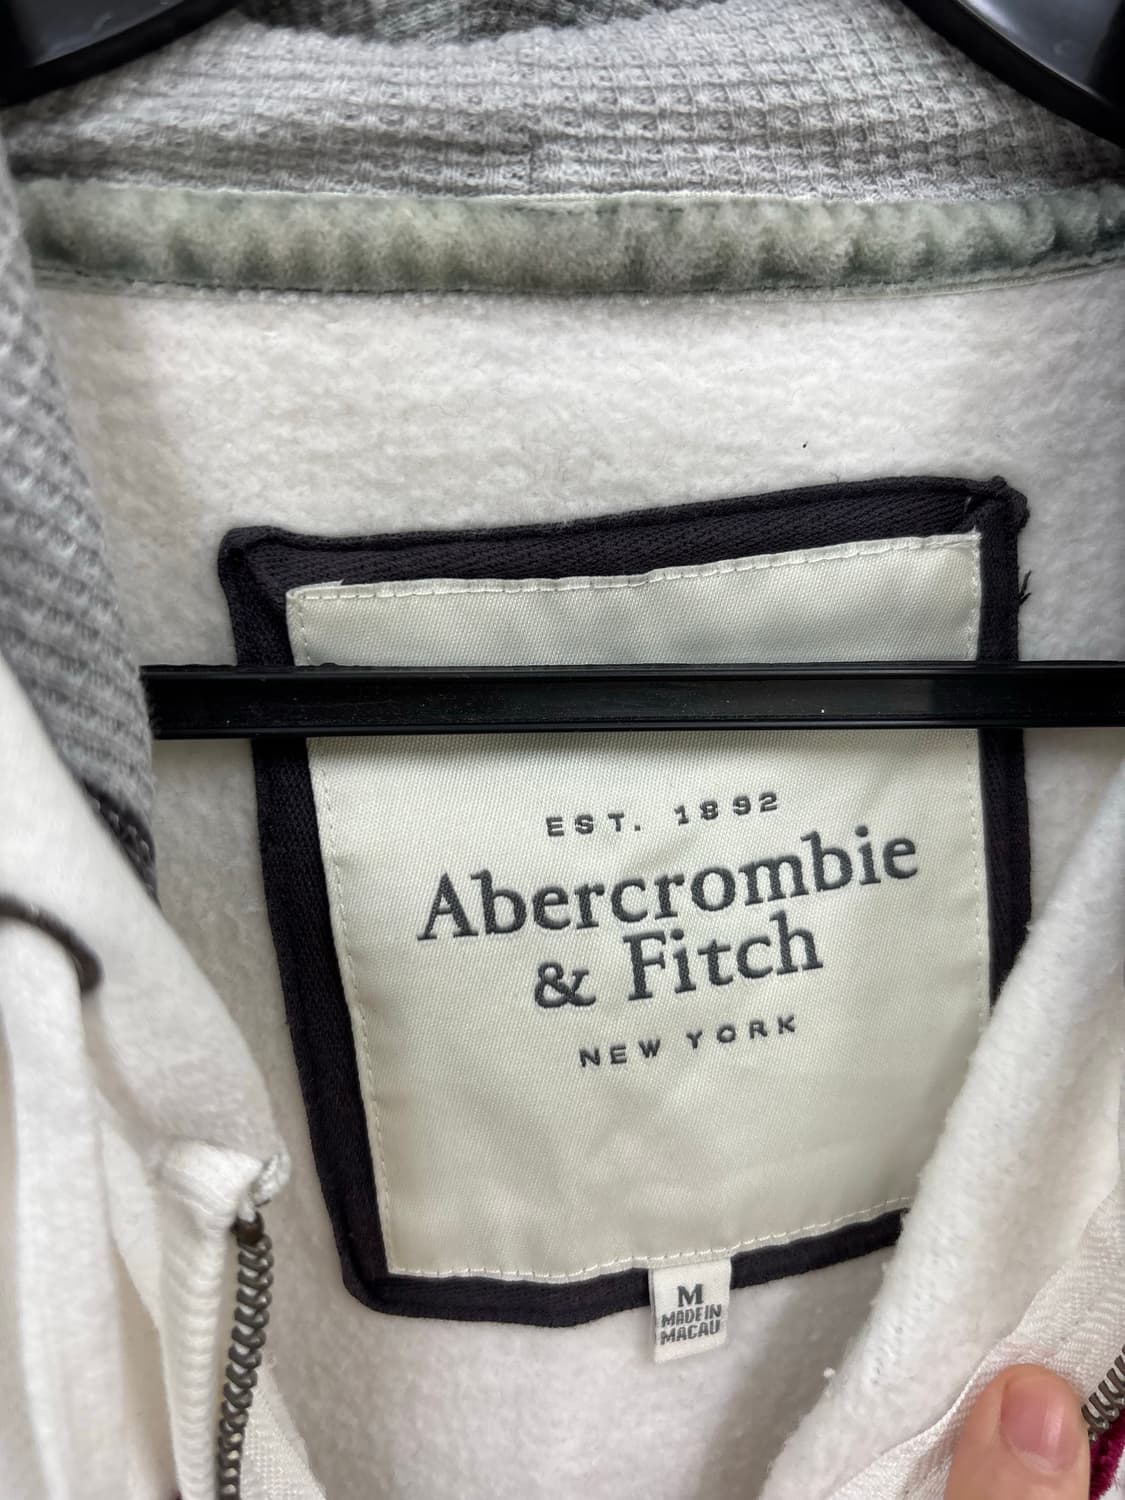 EST. 1892
Abercrombie
& Fitch
NEW YORK
M
MADE IN
MACAU